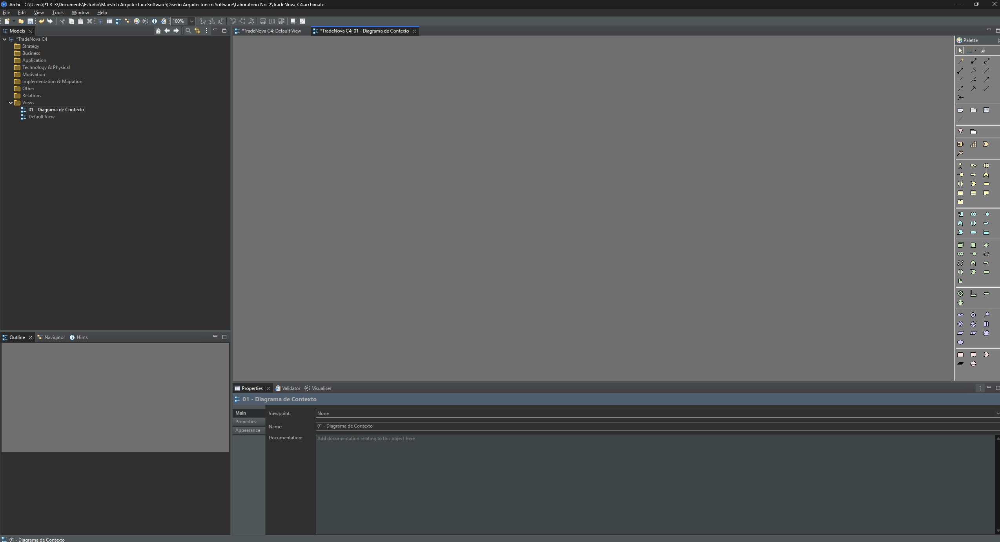 Archi - C:\Users\P1 3-3\Documents\Estudio\Maestría Arquitectura Software\Diseño Arquitectonico Software\Laboratorio No. 2\TradeNova_C4.archimate
File Edit View Tools Window Help
100%
Models
*TradeNova C4: Default View
*TradeNova C4: 01 - Diagrama de Contexto
*TradeNova C4
Strategy
Business
Application
Technology & Physical
Motivation
Implementation & Migration
Other
Relations
Views
01 - Diagrama de Contexto
Default View
Palette
Outline
Navigator
Hints
Properties
Validator
Visualiser
01 - Diagrama de Contexto
Main
Properties
Appearance
Viewpoint: None
Name: 01 - Diagrama de Contexto
Documentation: Add documentation relating to this object here
01 - Diagrama de Contexto